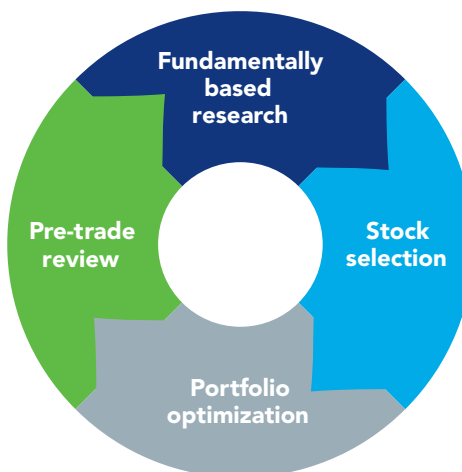 Fundamentally
based
research
Stock
selection
Portfolio
optimization
Pre-trade
review